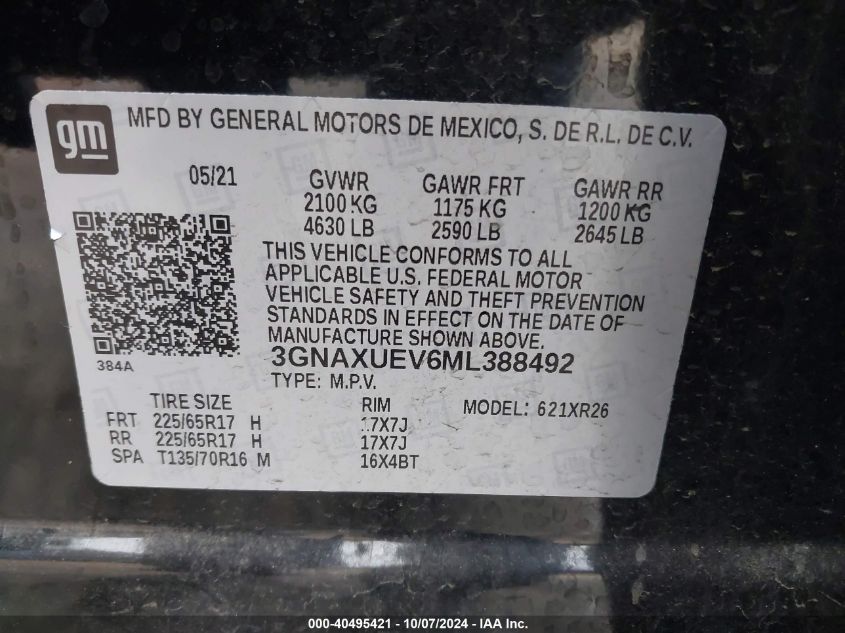 gm
MFD BY GENERAL MOTORS DE MEXICO, S. DE R.L. DE C.V.
05/21 GVWR GAWR FRT GAWR RR
2100 KG 1175 KG 1200 KG
4630 LB 2590 LB 2645 LB
THIS VEHICLE CONFORMS TO ALL
APPLICABLE U.S. FEDERAL MOTOR
VEHICLE SAFETY AND THEFT PREVENTION
STANDARDS IN EFFECT ON THE DATE OF
MANUFACTURE SHOWN ABOVE.
384A
3GNAXUEV6ML388492
TYPE: M.P.V.
TIRE SIZE RIM MODEL: 621XR26
FRT 225/65R17 H 17X7J
RR 225/65R17 H 17X7J
SPA T135/70R16 M 16X4BT
000-40495421 - 10/07/2024 - IAA Inc.